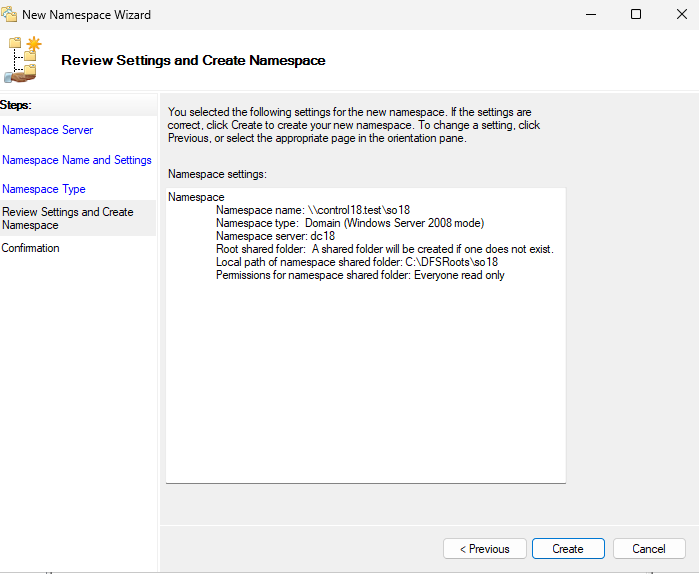 New Namespace Wizard
Review Settings and Create Namespace
Steps:
Namespace Server
Namespace Name and Settings
Namespace Type
Review Settings and Create
Namespace
Confirmation
You selected the following settings for the new namespace. If the settings are
correct, click Create to create your new namespace. To change a setting, click
Previous, or select the appropriate page in the orientation pane.
Namespace settings:
Namespace
Namespace name: \\control18.test\so18
Namespace type:  Domain (Windows Server 2008 mode)
Namespace server: dc18
Root shared folder:  A shared folder will be created if one does not exist.
Local path of namespace shared folder: C:\DFSRoots\so18
Permissions for namespace shared folder: Everyone read only
< Previous
Create
Cancel